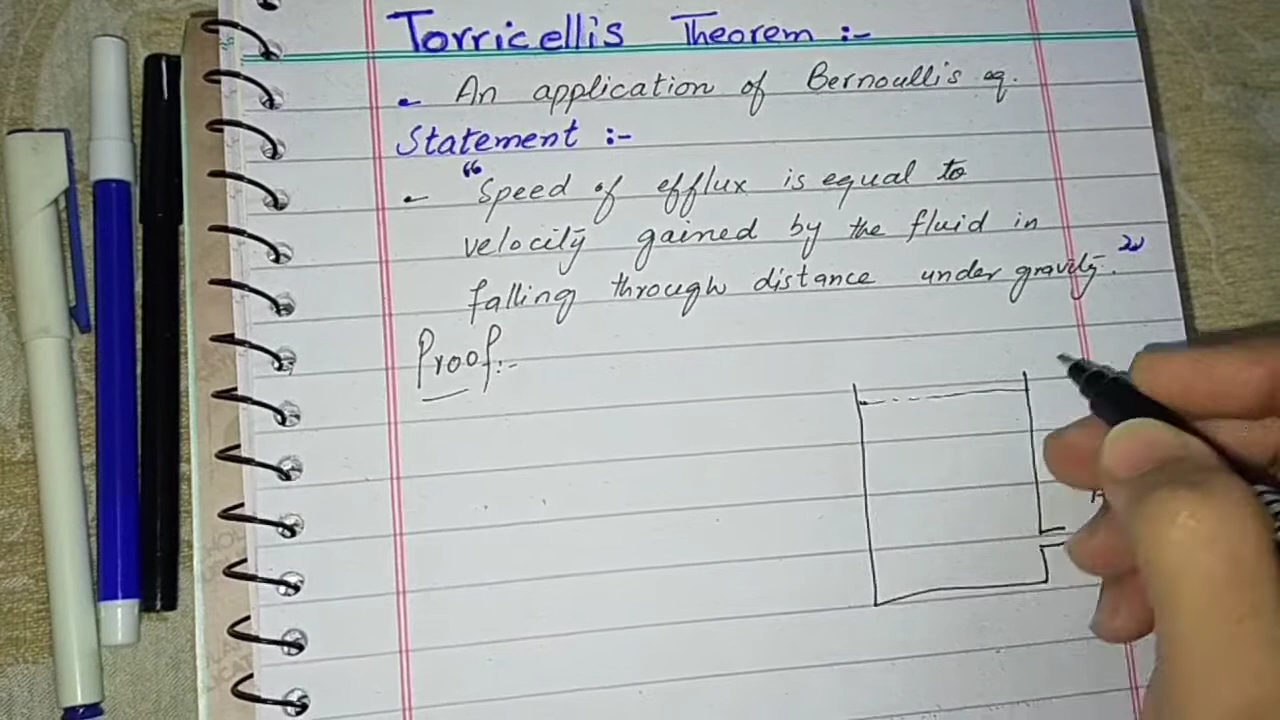 Torricellis Theorem :-
- An application of Bernoullis eq.
Statement :-
- "Speed of efflux is equal to
velocity gained by the fluid in
falling through distance under gravity."
Proof:-